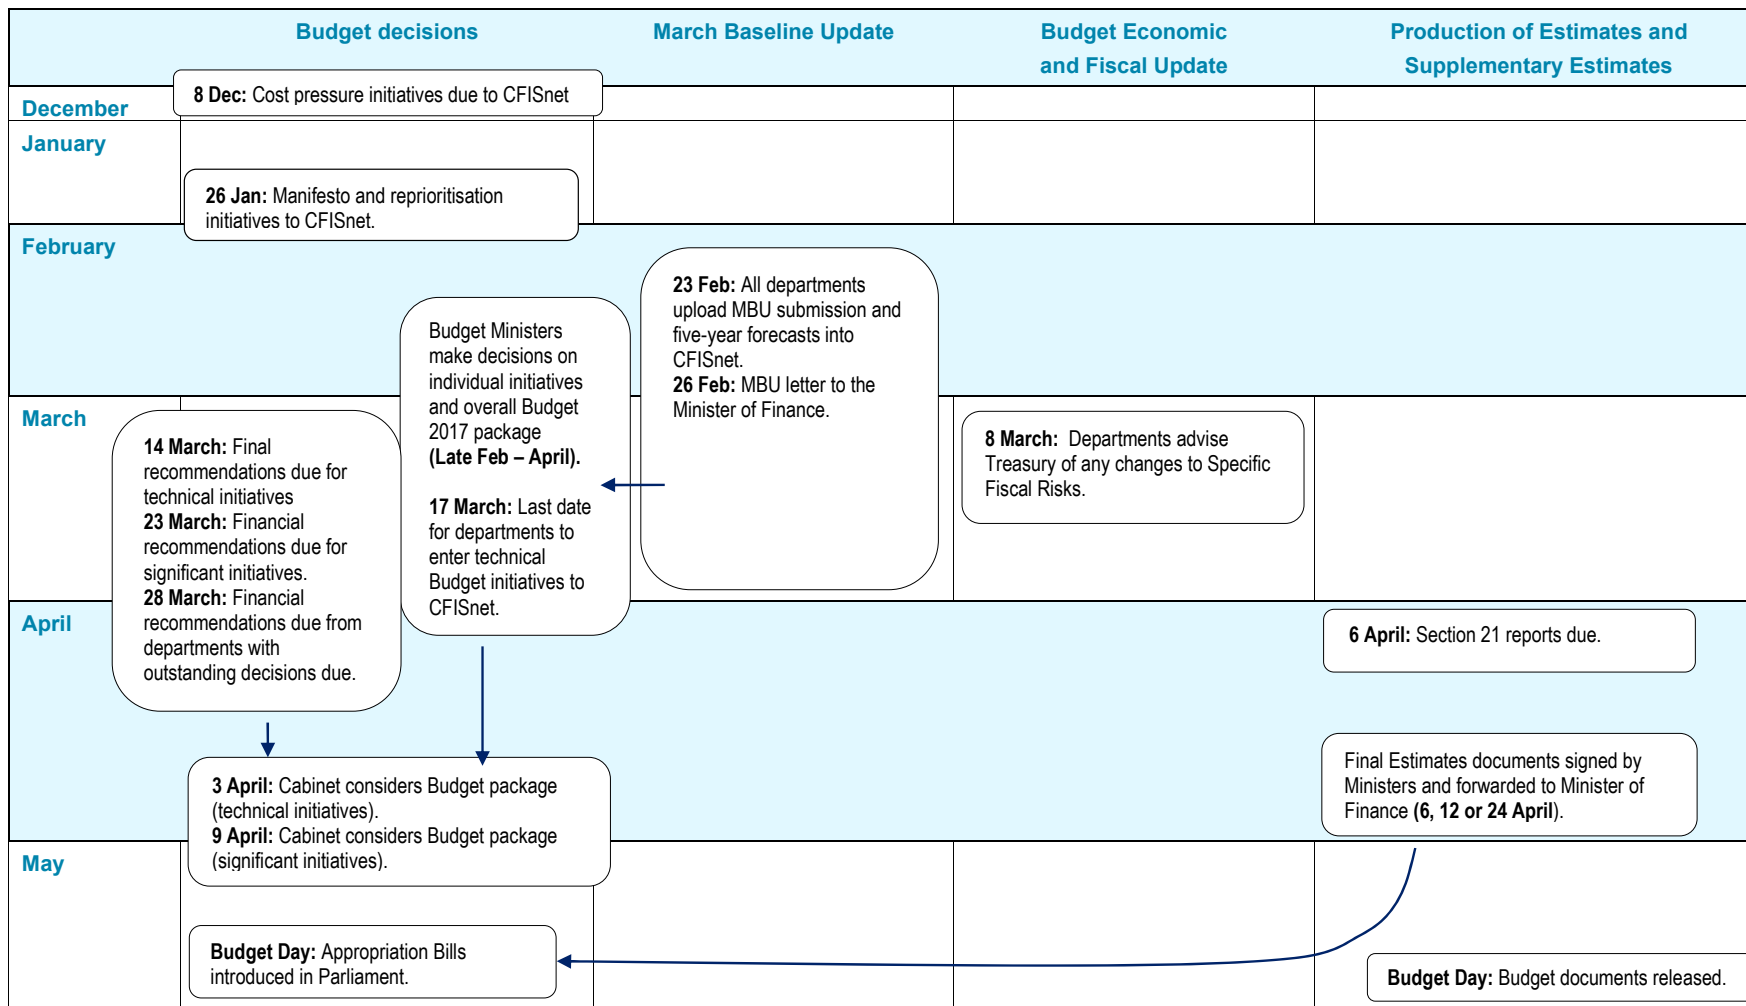 Budget decisions
March Baseline Update
Budget Economic
and Fiscal Update
Production of Estimates and
Supplementary Estimates
December
8 Dec: Cost pressure initiatives due to CFISnet
January
26 Jan: Manifesto and reprioritisation
initiatives to CFISnet.
February
Budget Ministers
make decisions on
individual initiatives
and overall Budget
2017 package
(Late Feb – April).
17 March: Last date
for departments to
enter technical
Budget initiatives to
CFISnet.
23 Feb: All departments
upload MBU submission and
five-year forecasts into
CFISnet.
26 Feb: MBU letter to the
Minister of Finance.
March
14 March: Final
recommendations due for
technical initiatives
23 March: Financial
recommendations due for
significant initiatives.
28 March: Financial
recommendations due from
departments with
outstanding decisions due.
8 March: Departments advise
Treasury of any changes to Specific
Fiscal Risks.
April
6 April: Section 21 reports due.
3 April: Cabinet considers Budget package
(technical initiatives).
9 April: Cabinet considers Budget package
(significant initiatives).
Final Estimates documents signed by
Ministers and forwarded to Minister of
Finance (6, 12 or 24 April).
May
Budget Day: Appropriation Bills
introduced in Parliament.
Budget Day: Budget documents released.